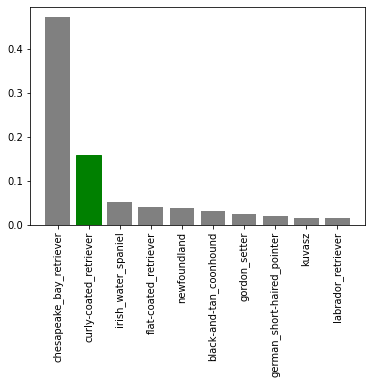 0.4
0.3
0.2
0.1
0.0
chesapeake_bay_retriever
curly-coated_retriever
irish_water_spaniel
flat-coated_retriever
newfoundland
black-and-tan_coonhound
gordon_setter
german_short-haired_pointer
kuvasz
labrador_retriever